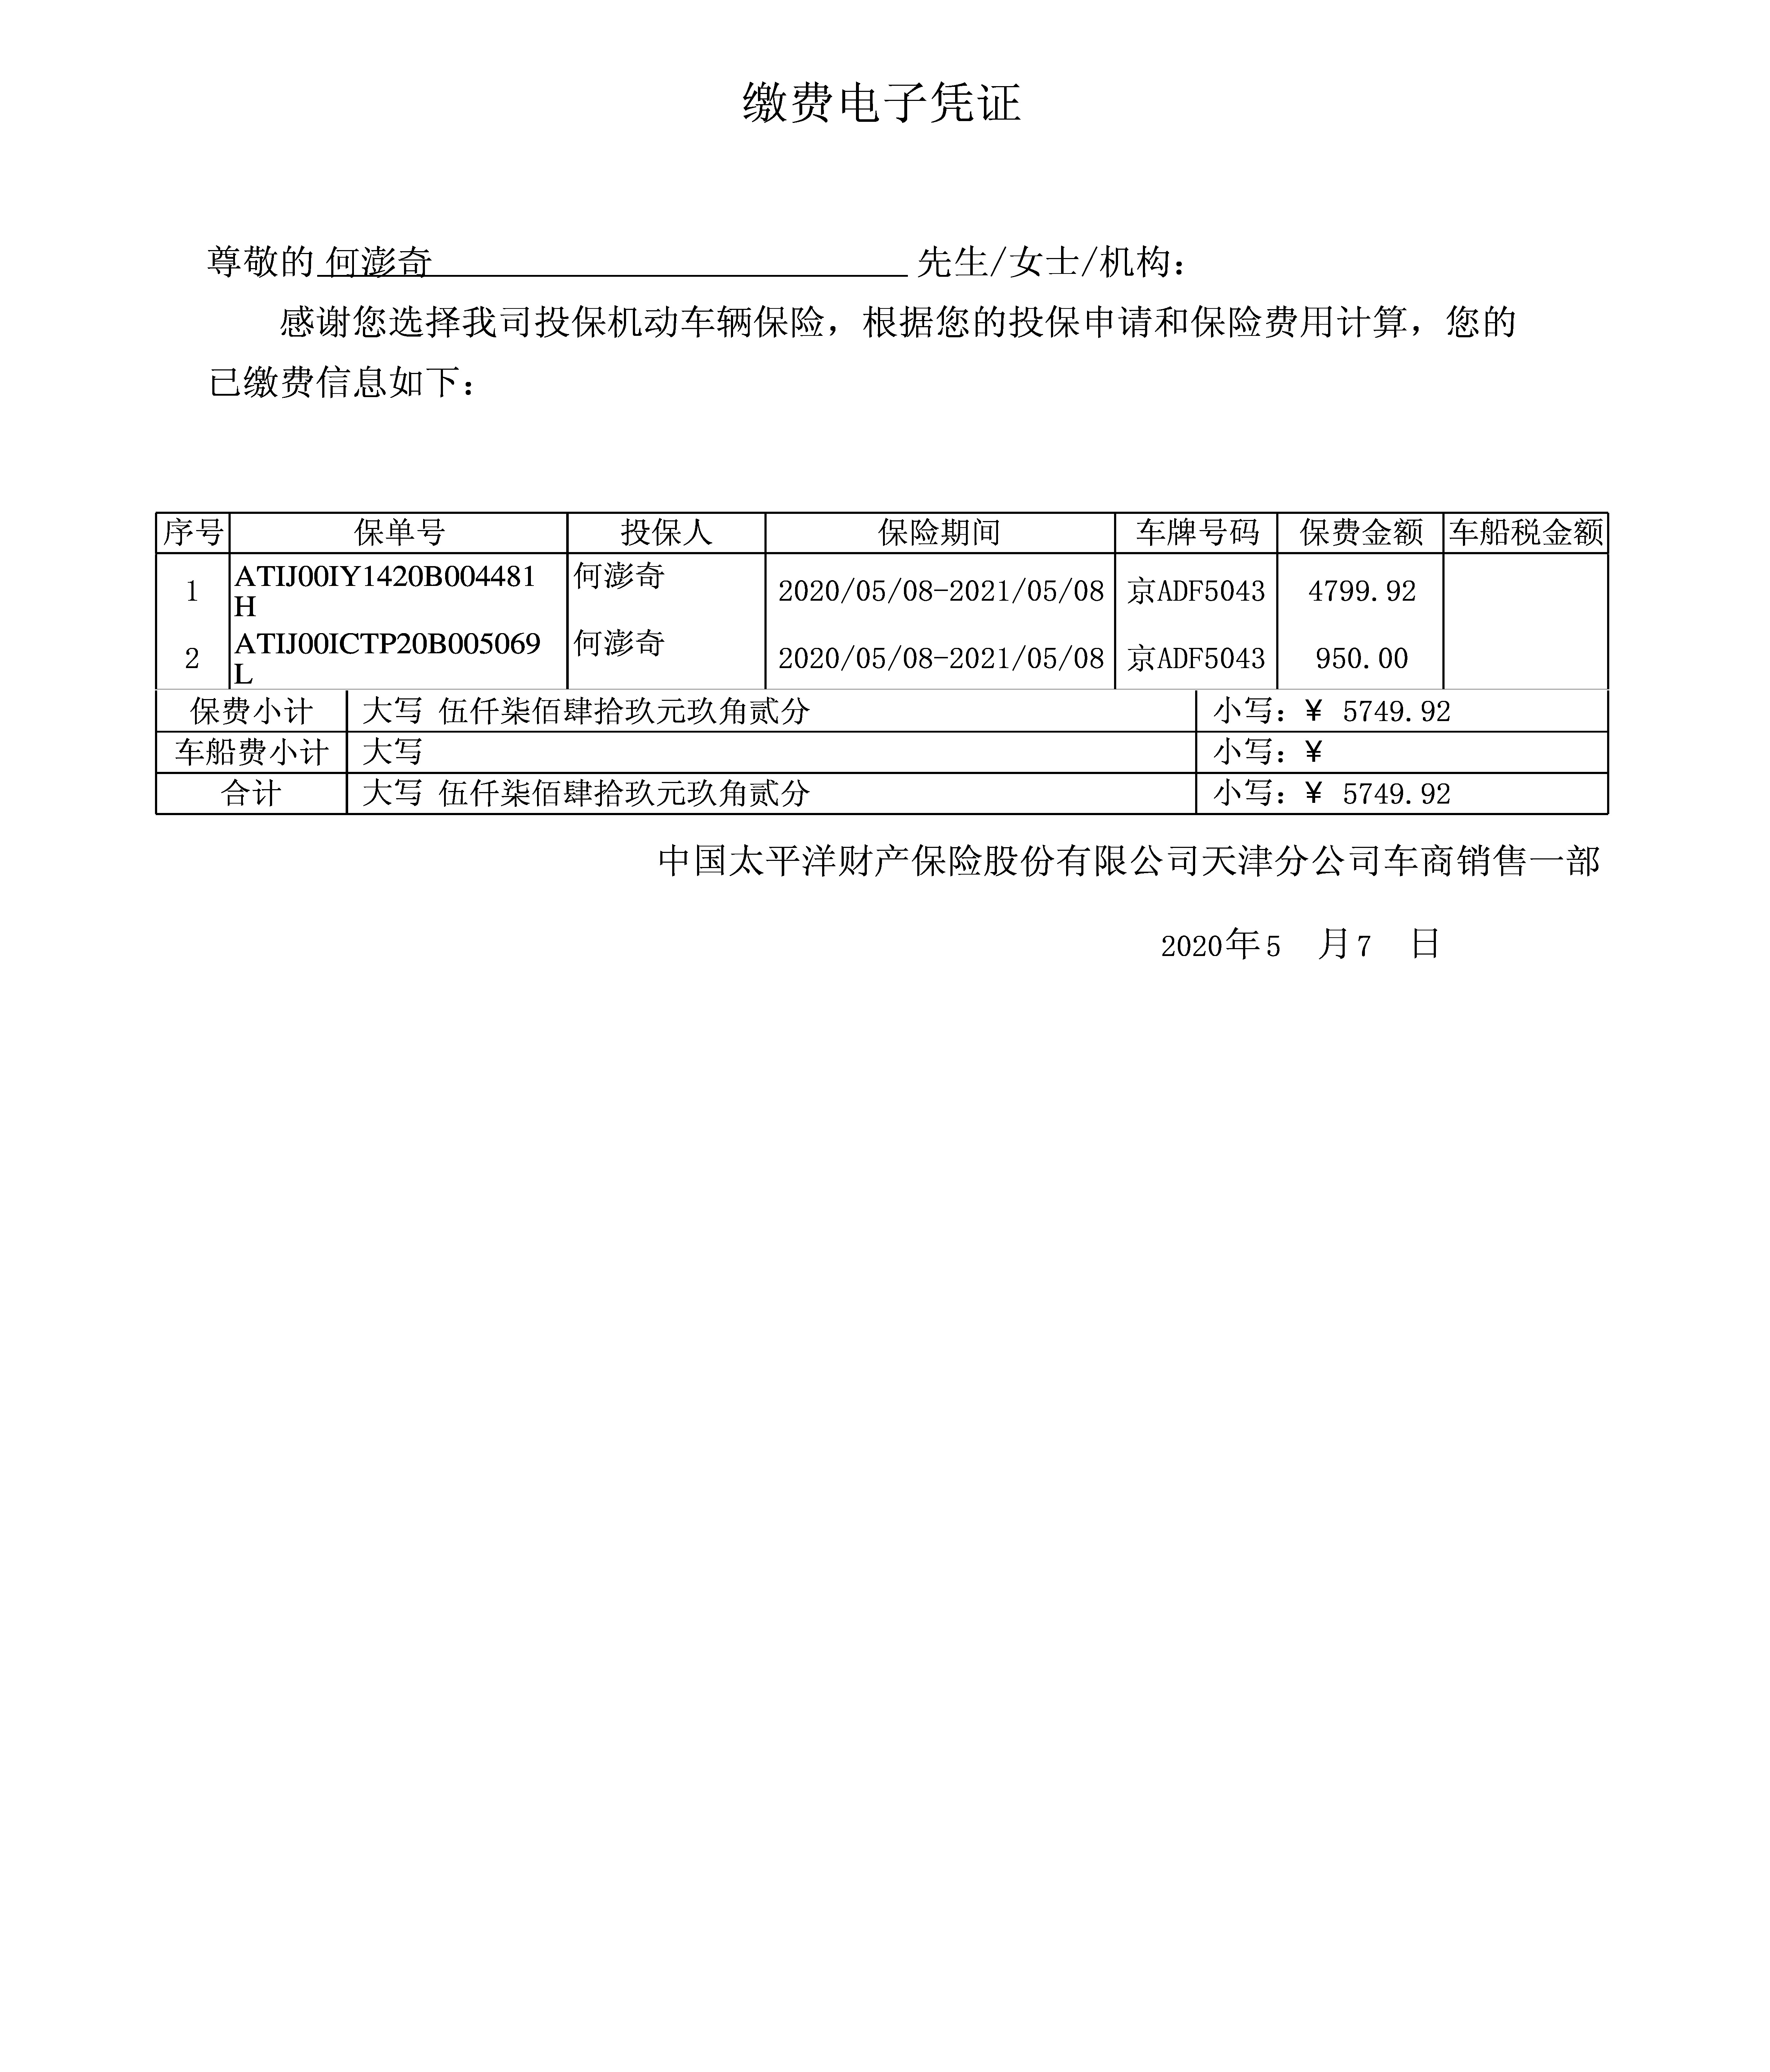 缴费电子凭证
尊敬的 何澎奇 先生/女士/机构：
感谢您选择我司投保机动车辆保险，根据您的投保申请和保险费用计算，您的
已缴费信息如下：
序号 保单号 投保人 保险期间 车牌号码 保费金额 车船税金额
1 ATIJ00IY1420B004481 何澎奇 2020/05/08-2021/05/08 京ADF5043 4799.92
H
2 ATIJ00ICTP20B005069 何澎奇 2020/05/08-2021/05/08 京ADF5043 950.00
L
保费小计 大写 伍仟柒佰肆拾玖元玖角贰分 小写：¥ 5749.92
车船费小计 大写 小写：¥
合计 大写 伍仟柒佰肆拾玖元玖角贰分 小写：¥ 5749.92
中国太平洋财产保险股份有限公司天津分公司车商销售一部
2020年5 月7 日